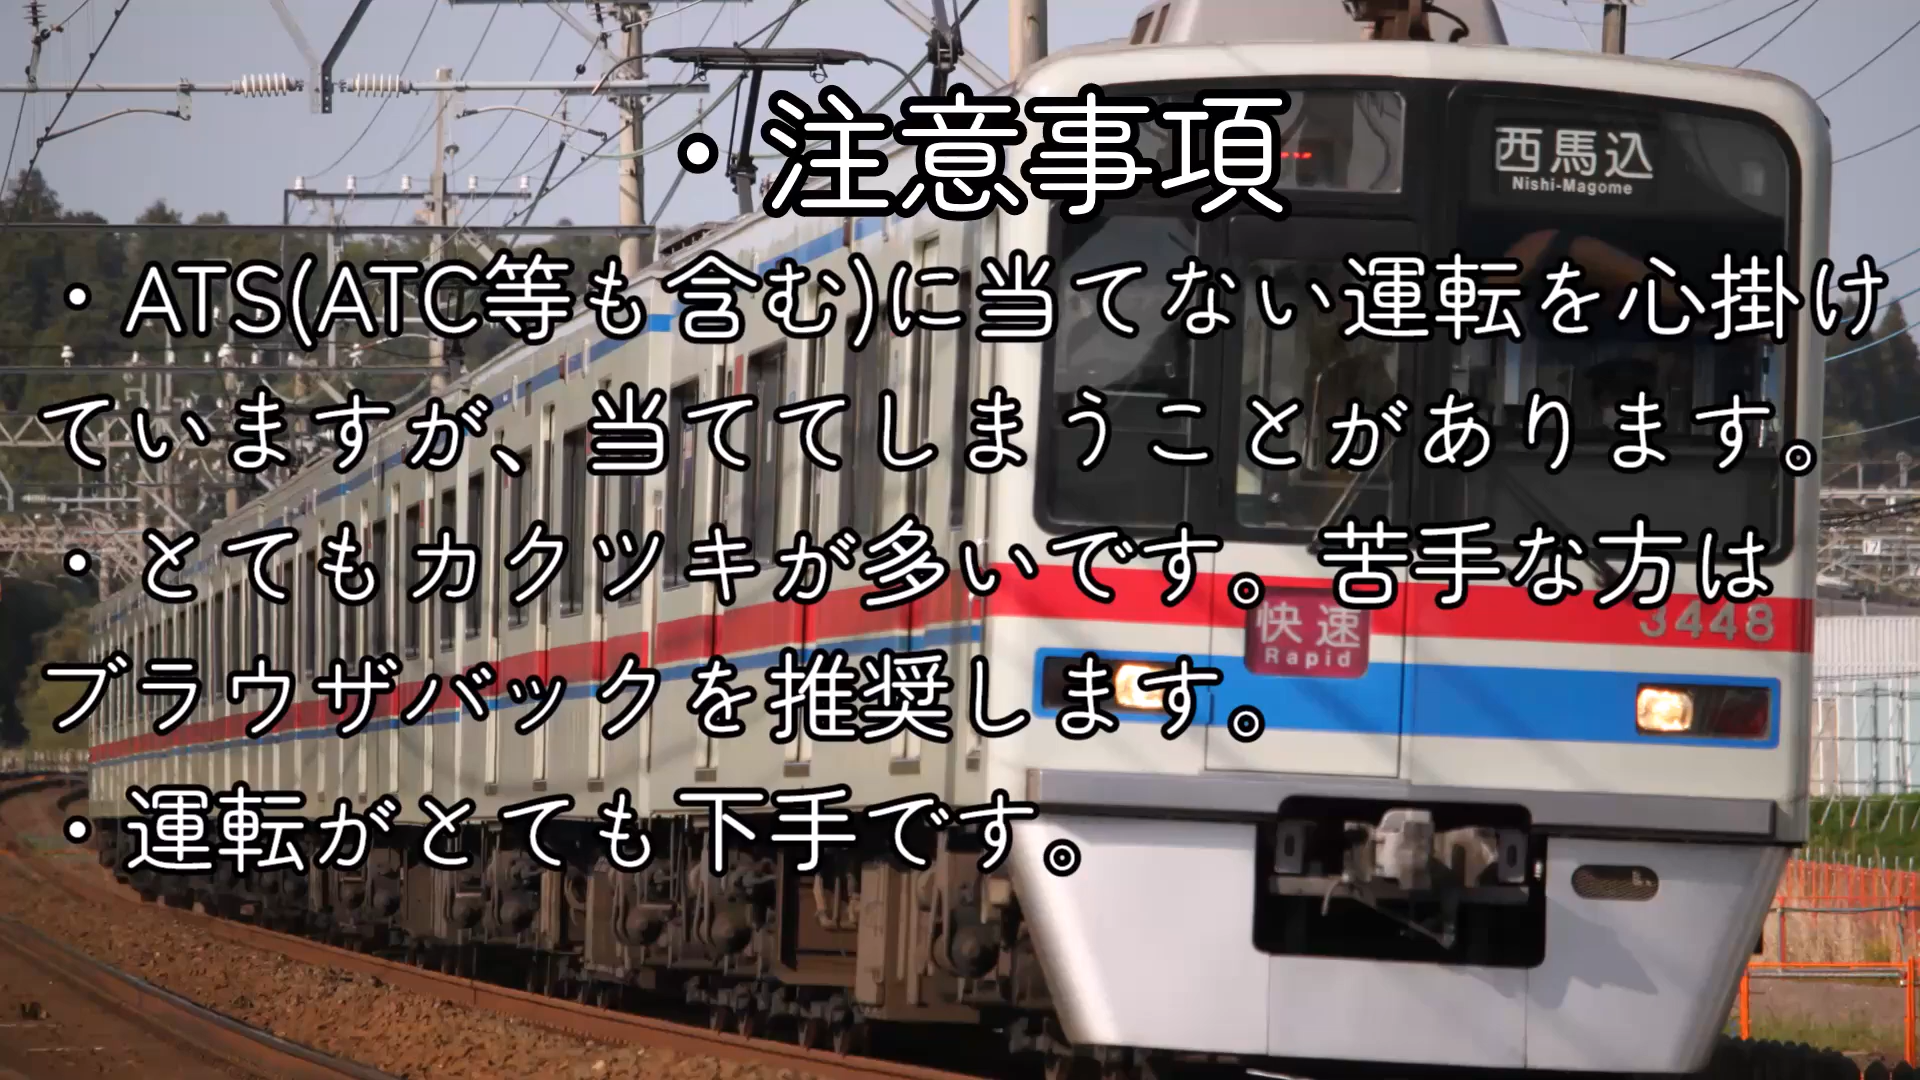 ・注意事項
西馬込
Nishi-Magome
・ATS(ATC等も含む)に当てない運転を心掛け
ていますが、当ててしまうことがあります。
・とてもカクツキが多いです。苦手な方は
快速
Rapid
3448
ブラウザバックを推奨します。
・運転がとても下手です。